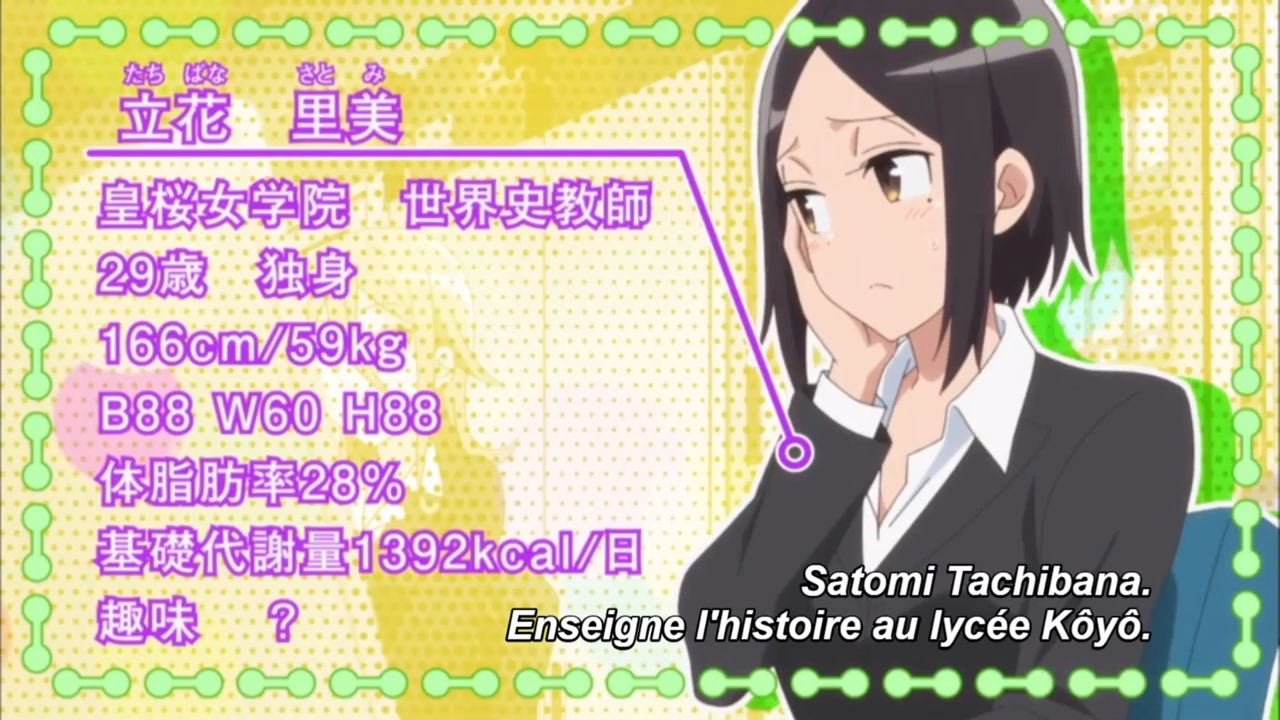 たち ばな さと み
立花 里美
皇桜女学院 世界史教師
29歳 独身
166cm/59kg
B88 W60 H88
体脂肪率28%
基礎代謝量1392kcal/日
趣味 ?
Satomi Tachibana.
Enseigne l'histoire au lycée Kôyô.